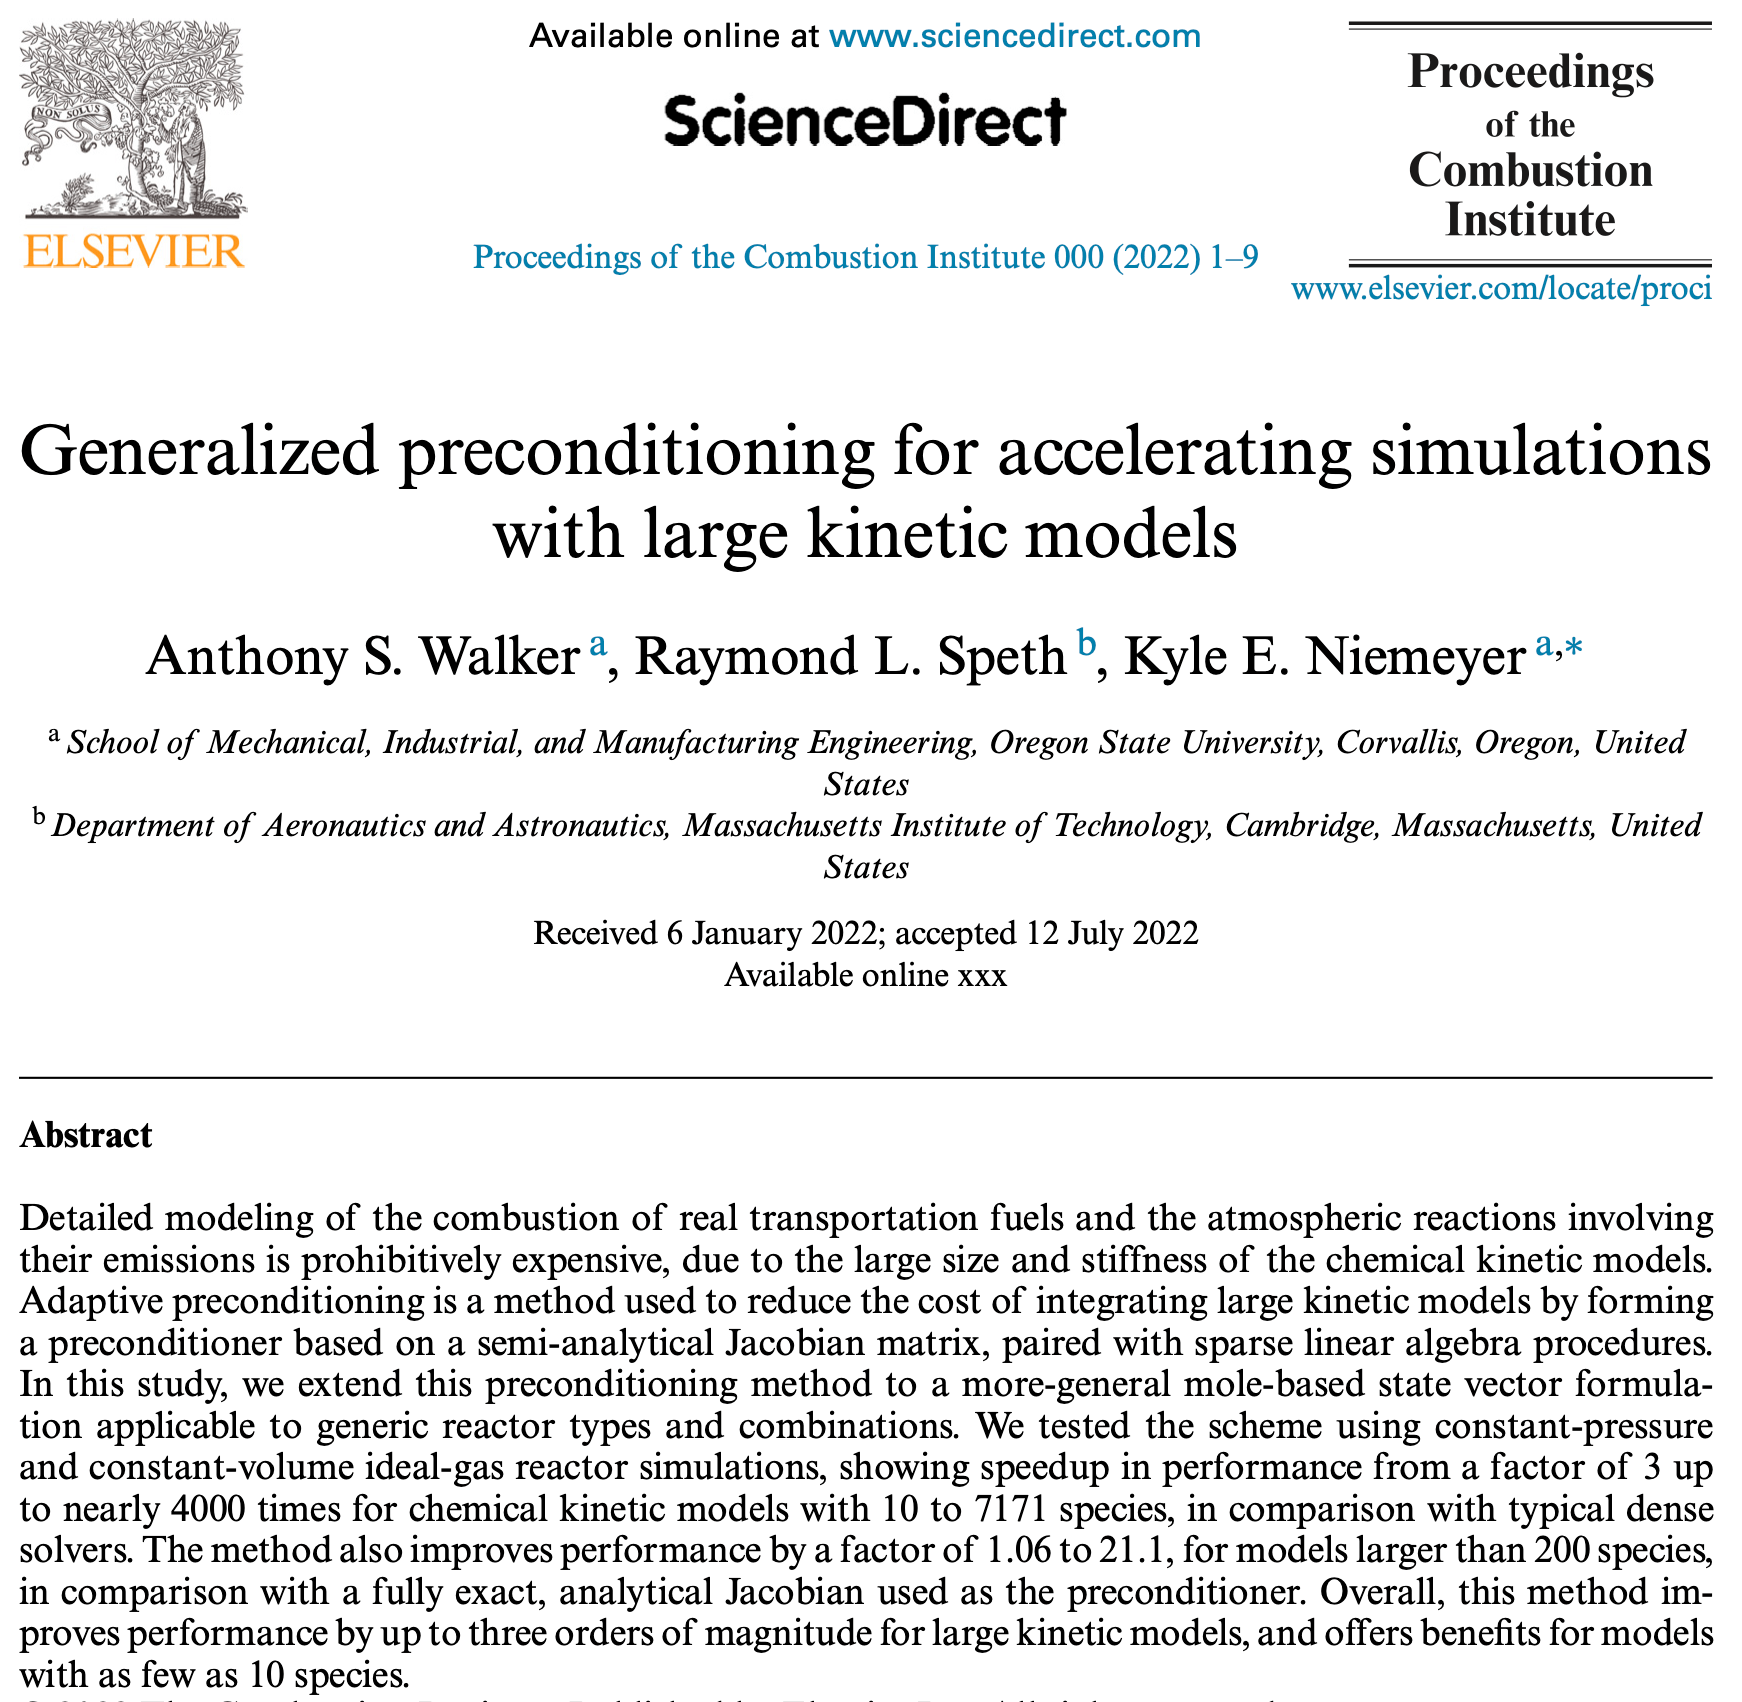 Available online at www.sciencedirect.com
NON SOLUS
ScienceDirect
ELSEVIER
Proceedings of the Combustion Institute 000 (2022) 1–9
Proceedings
of the
Combustion
Institute
www.elsevier.com/locate/proci
Generalized preconditioning for accelerating simulations
with large kinetic models
Anthony S. Walker a, Raymond L. Speth b, Kyle E. Niemeyer a,*
a School of Mechanical, Industrial, and Manufacturing Engineering, Oregon State University, Corvallis, Oregon, United
States
b Department of Aeronautics and Astronautics, Massachusetts Institute of Technology, Cambridge, Massachusetts, United
States
Received 6 January 2022; accepted 12 July 2022
Available online xxx
Abstract
Detailed modeling of the combustion of real transportation fuels and the atmospheric reactions involving
their emissions is prohibitively expensive, due to the large size and stiffness of the chemical kinetic models.
Adaptive preconditioning is a method used to reduce the cost of integrating large kinetic models by forming
a preconditioner based on a semi-analytical Jacobian matrix, paired with sparse linear algebra procedures.
In this study, we extend this preconditioning method to a more-general mole-based state vector formula-
tion applicable to generic reactor types and combinations. We tested the scheme using constant-pressure
and constant-volume ideal-gas reactor simulations, showing speedup in performance from a factor of 3 up
to nearly 4000 times for chemical kinetic models with 10 to 7171 species, in comparison with typical dense
solvers. The method also improves performance by a factor of 1.06 to 21.1, for models larger than 200 species,
in comparison with a fully exact, analytical Jacobian used as the preconditioner. Overall, this method im-
proves performance by up to three orders of magnitude for large kinetic models, and offers benefits for models
with as few as 10 species.